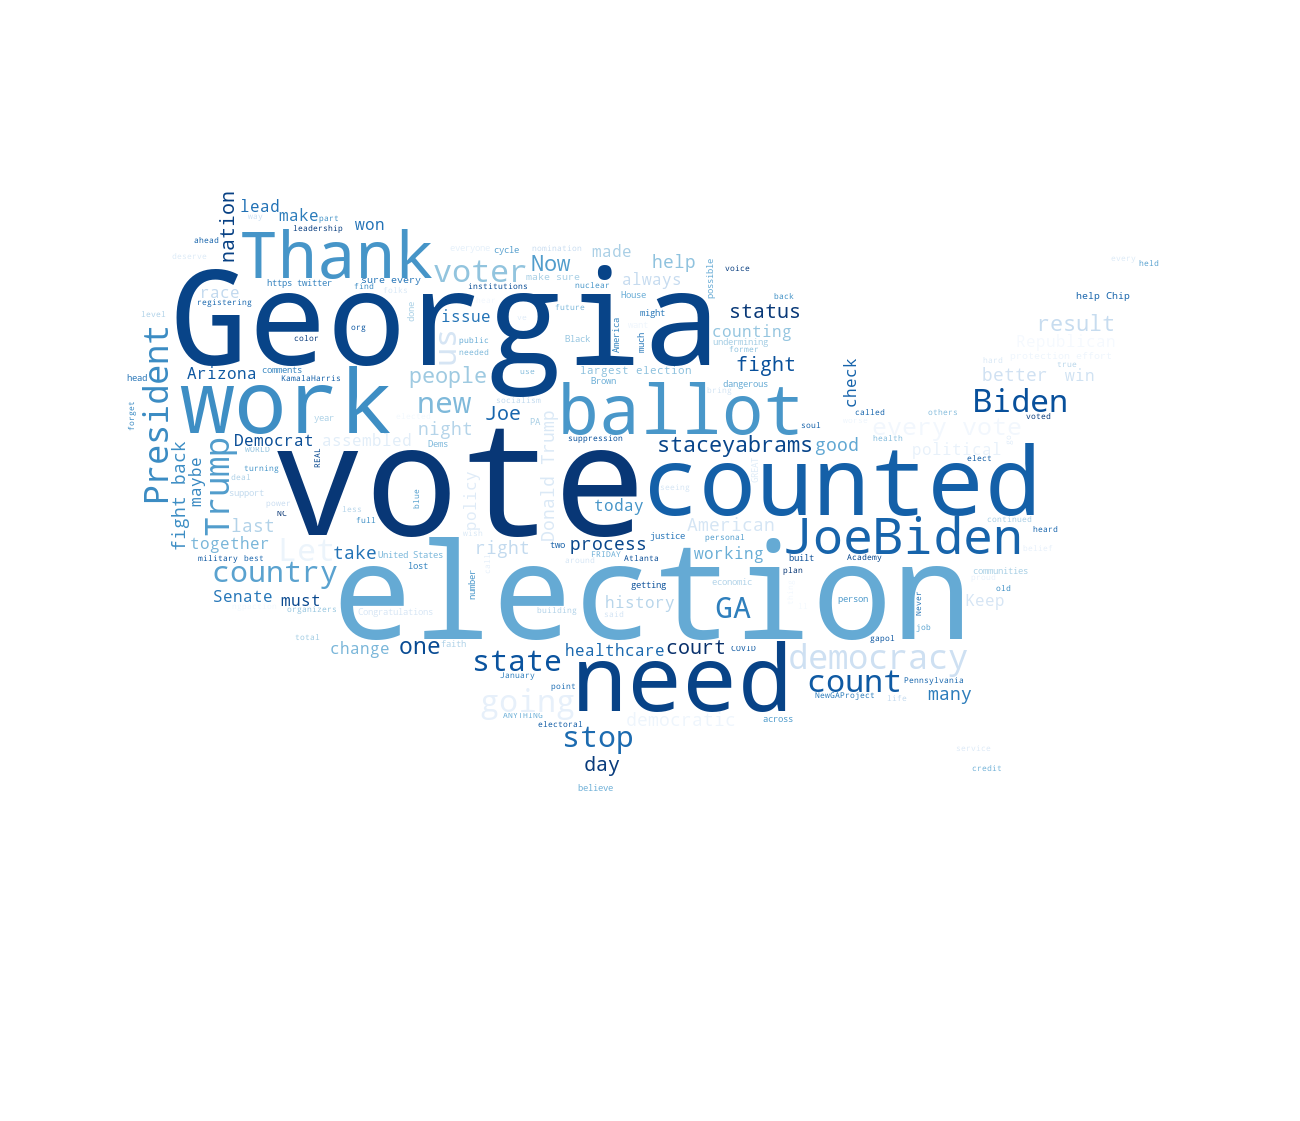 lead
way
make
part
nation
leadership
won
ahead
Thank
everyone
cycle
nomination
deserve
voter
Now
made
help
voice
every
held
make sure
possible
Georgia
https twitter
find
sure every
folks
institutions
nuclear
House
always
status
back
help Chip
race
registering
done
issue
future
might
level
color
org
us
public
needed
Black
America
much
counting
undermining
former
result
Republican
President
Arizona
comments
people
use
largest election
fight
check
protection effort
hard
true
head
KamalaHarris
Brown
dangerous
better
win
work
year
new
socialism
ballot
bring
Biden
forget
night
Joe
PA
soul
called
others
voted
every vote
Democrat
assembled
Dems
suppression
staceyabrams
good
health
political
fight back
maybe
WORLD
REAL
vote
Donald Trump
counted
elect
turning
deal
seeing
Trump
support
power
blue
policy
less
today
NC
full
wish
last
American
JoeBiden
continued
heard
together
Let
right
two
process
justice
personal
military best
take
United States
lost
FRIDAY
Atlanta
working
built
Academy
country
election
around
plan
communities
number
getting
economic
old
Senate
must
history
GA
person
Never
Keep
organizers
Congratulations
building
said
job
total
change
one
faith
healthcare
court
COVID
democracy
gapol
state
need
January
point
count
Pennsylvania
NewGAProject
life
many
going
ANYTHING
electoral
democratic
across
stop
day
service
credit
believe